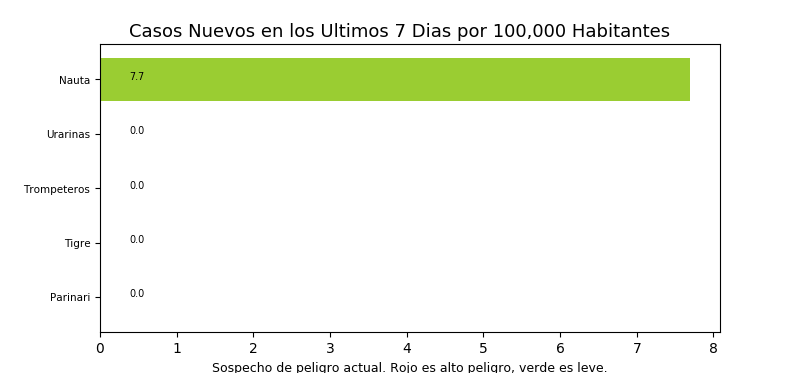 Casos Nuevos en los Ultimos 7 Dias por 100,000 Habitantes
Nauta 7.7
Urarinas 0.0
Trompeteros 0.0
Tigre 0.0
Parinari 0.0
0 1 2 3 4 5 6 7 8
Sospecho de peligro actual. Rojo es alto peligro, verde es leve.